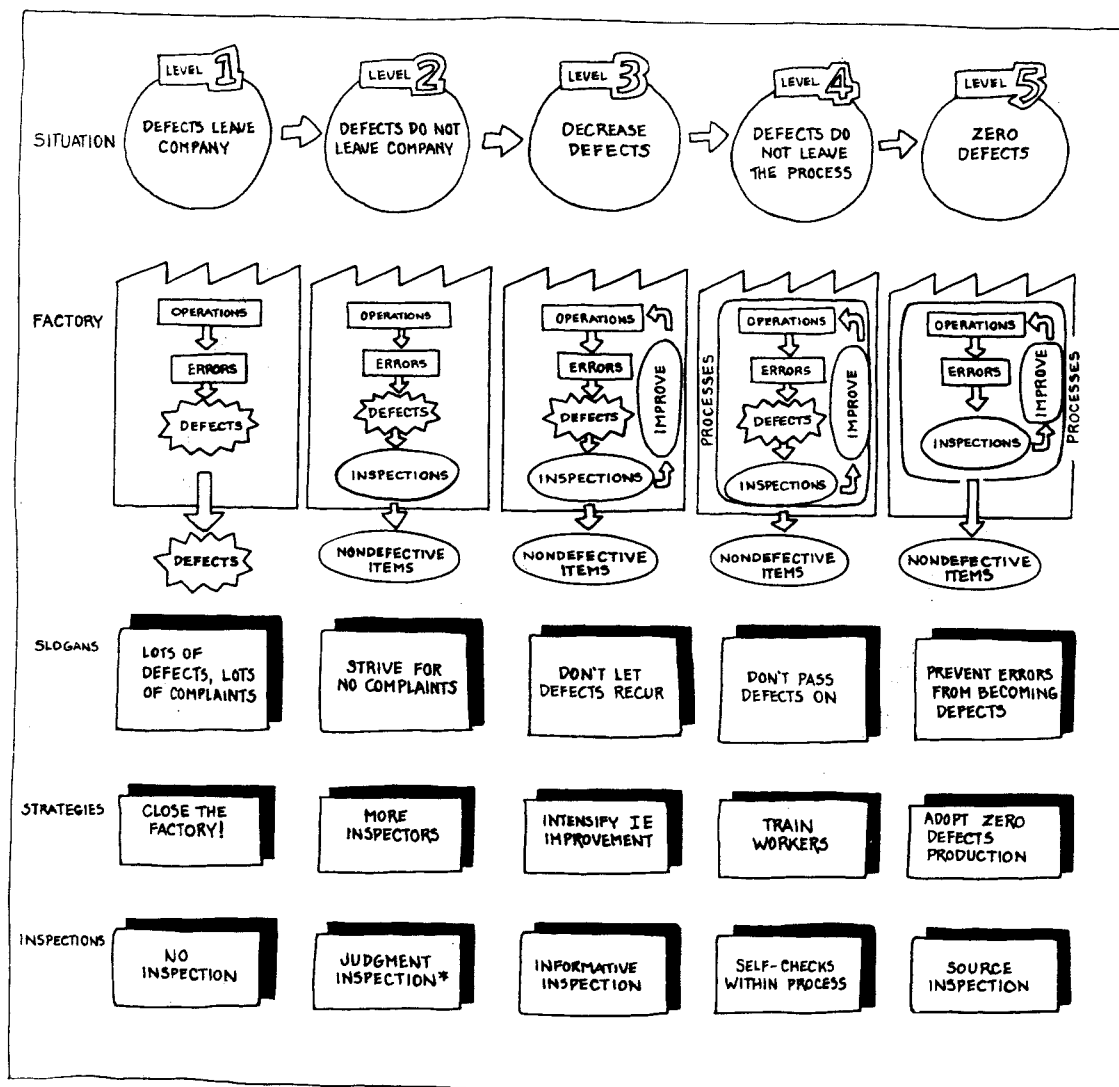 LEVEL 1
LEVEL 2
LEVEL 3
LEVEL 4
LEVEL 5
SITUATION
DEFECTS LEAVE
COMPANY
DEFECTS DO NOT
LEAVE COMPANY
DECREASE
DEFECTS
DEFECTS DO
NOT LEAVE
THE PROCESS
ZERO
DEFECTS
FACTORY
OPERATIONS
ERRORS
DEFECTS
DEFECTS
OPERATIONS
ERRORS
DEFECTS
INSPECTIONS
NONDEFECTIVE
ITEMS
OPERATIONS
ERRORS
DEFECTS
INSPECTIONS
IMPROVE
NONDEFECTIVE
ITEMS
PROCESSES
OPERATIONS
ERRORS
DEFECTS
INSPECTIONS
IMPROVE
NONDEFECTIVE
ITEMS
OPERATIONS
ERRORS
INSPECTIONS
IMPROVE
PROCESSES
NONDEFECTIVE
ITEMS
SLOGANS
LOTS OF
DEFECTS, LOTS
OF COMPLAINTS
STRIVE FOR
NO COMPLAINTS
DON'T LET
DEFECTS RECUR
DON'T PASS
DEFECTS ON
PREVENT ERRORS
FROM BECOMING
DEFECTS
STRATEGIES
CLOSE THE
FACTORY!
MORE
INSPECTORS
INTENSIFY IE
IMPROVEMENT
TRAIN
WORKERS
ADOPT ZERO
DEFECTS
PRODUCTION
INSPECTIONS
NO
INSPECTION
JUDGMENT
INSPECTION*
INFORMATIVE
INSPECTION
SELF-CHECKS
WITHIN PROCESS
SOURCE
INSPECTION